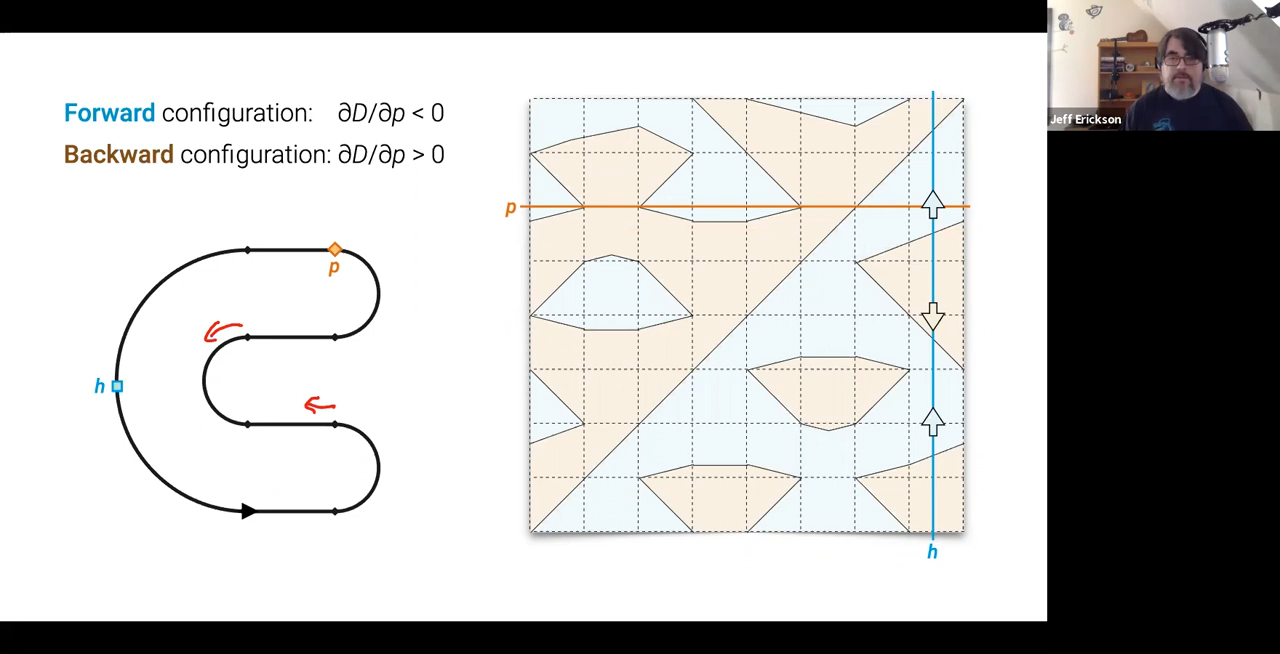 Forward configuration: ∂D/∂p < 0
Backward configuration: ∂D/∂p > 0
p
h
p
h
Jeff Erickson